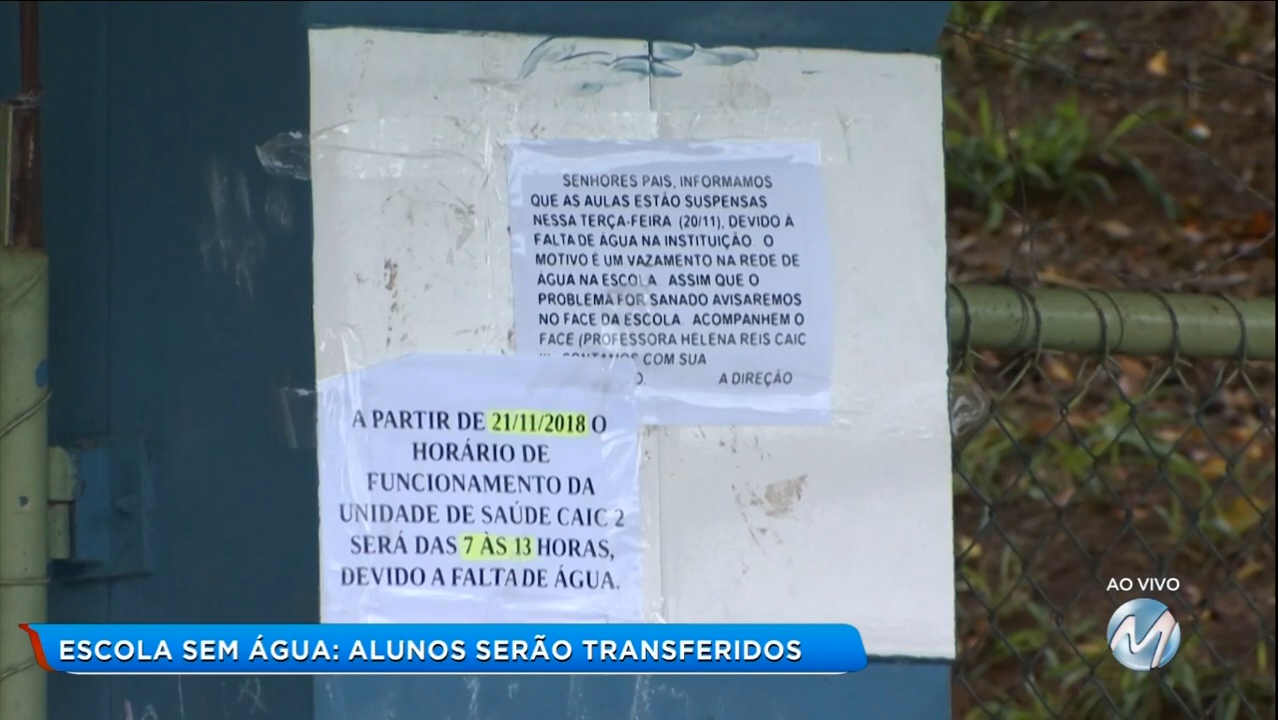 SENHORES PAIS, INFORMAMOS
QUE AS AULAS ESTÃO SUSPENSAS
NESSA TERÇA-FEIRA (20/11), DEVIDO À
FALTA DE ÁGUA NA INSTITUIÇÃO. O
MOTIVO É UM VAZAMENTO NA REDE DE
ÁGUA NA ESCOLA. ASSIM QUE O
PROBLEMA FOR SANADO AVISAREMOS
NO FACE DA ESCOLA. ACOMPANHEM O
FACE (PROFESSORA HELENA REIS CAIC
CONTAMOS COM SUA
A DIREÇÃO
A PARTIR DE 21/11/2018 O
HORÁRIO DE
FUNCIONAMENTO DA
UNIDADE DE SAÚDE CAIC 2
SERÁ DAS 7 ÀS 13 HORAS,
DEVIDO A FALTA DE ÁGUA.
AO VIVO
M
ESCOLA SEM ÁGUA: ALUNOS SERÃO TRANSFERIDOS